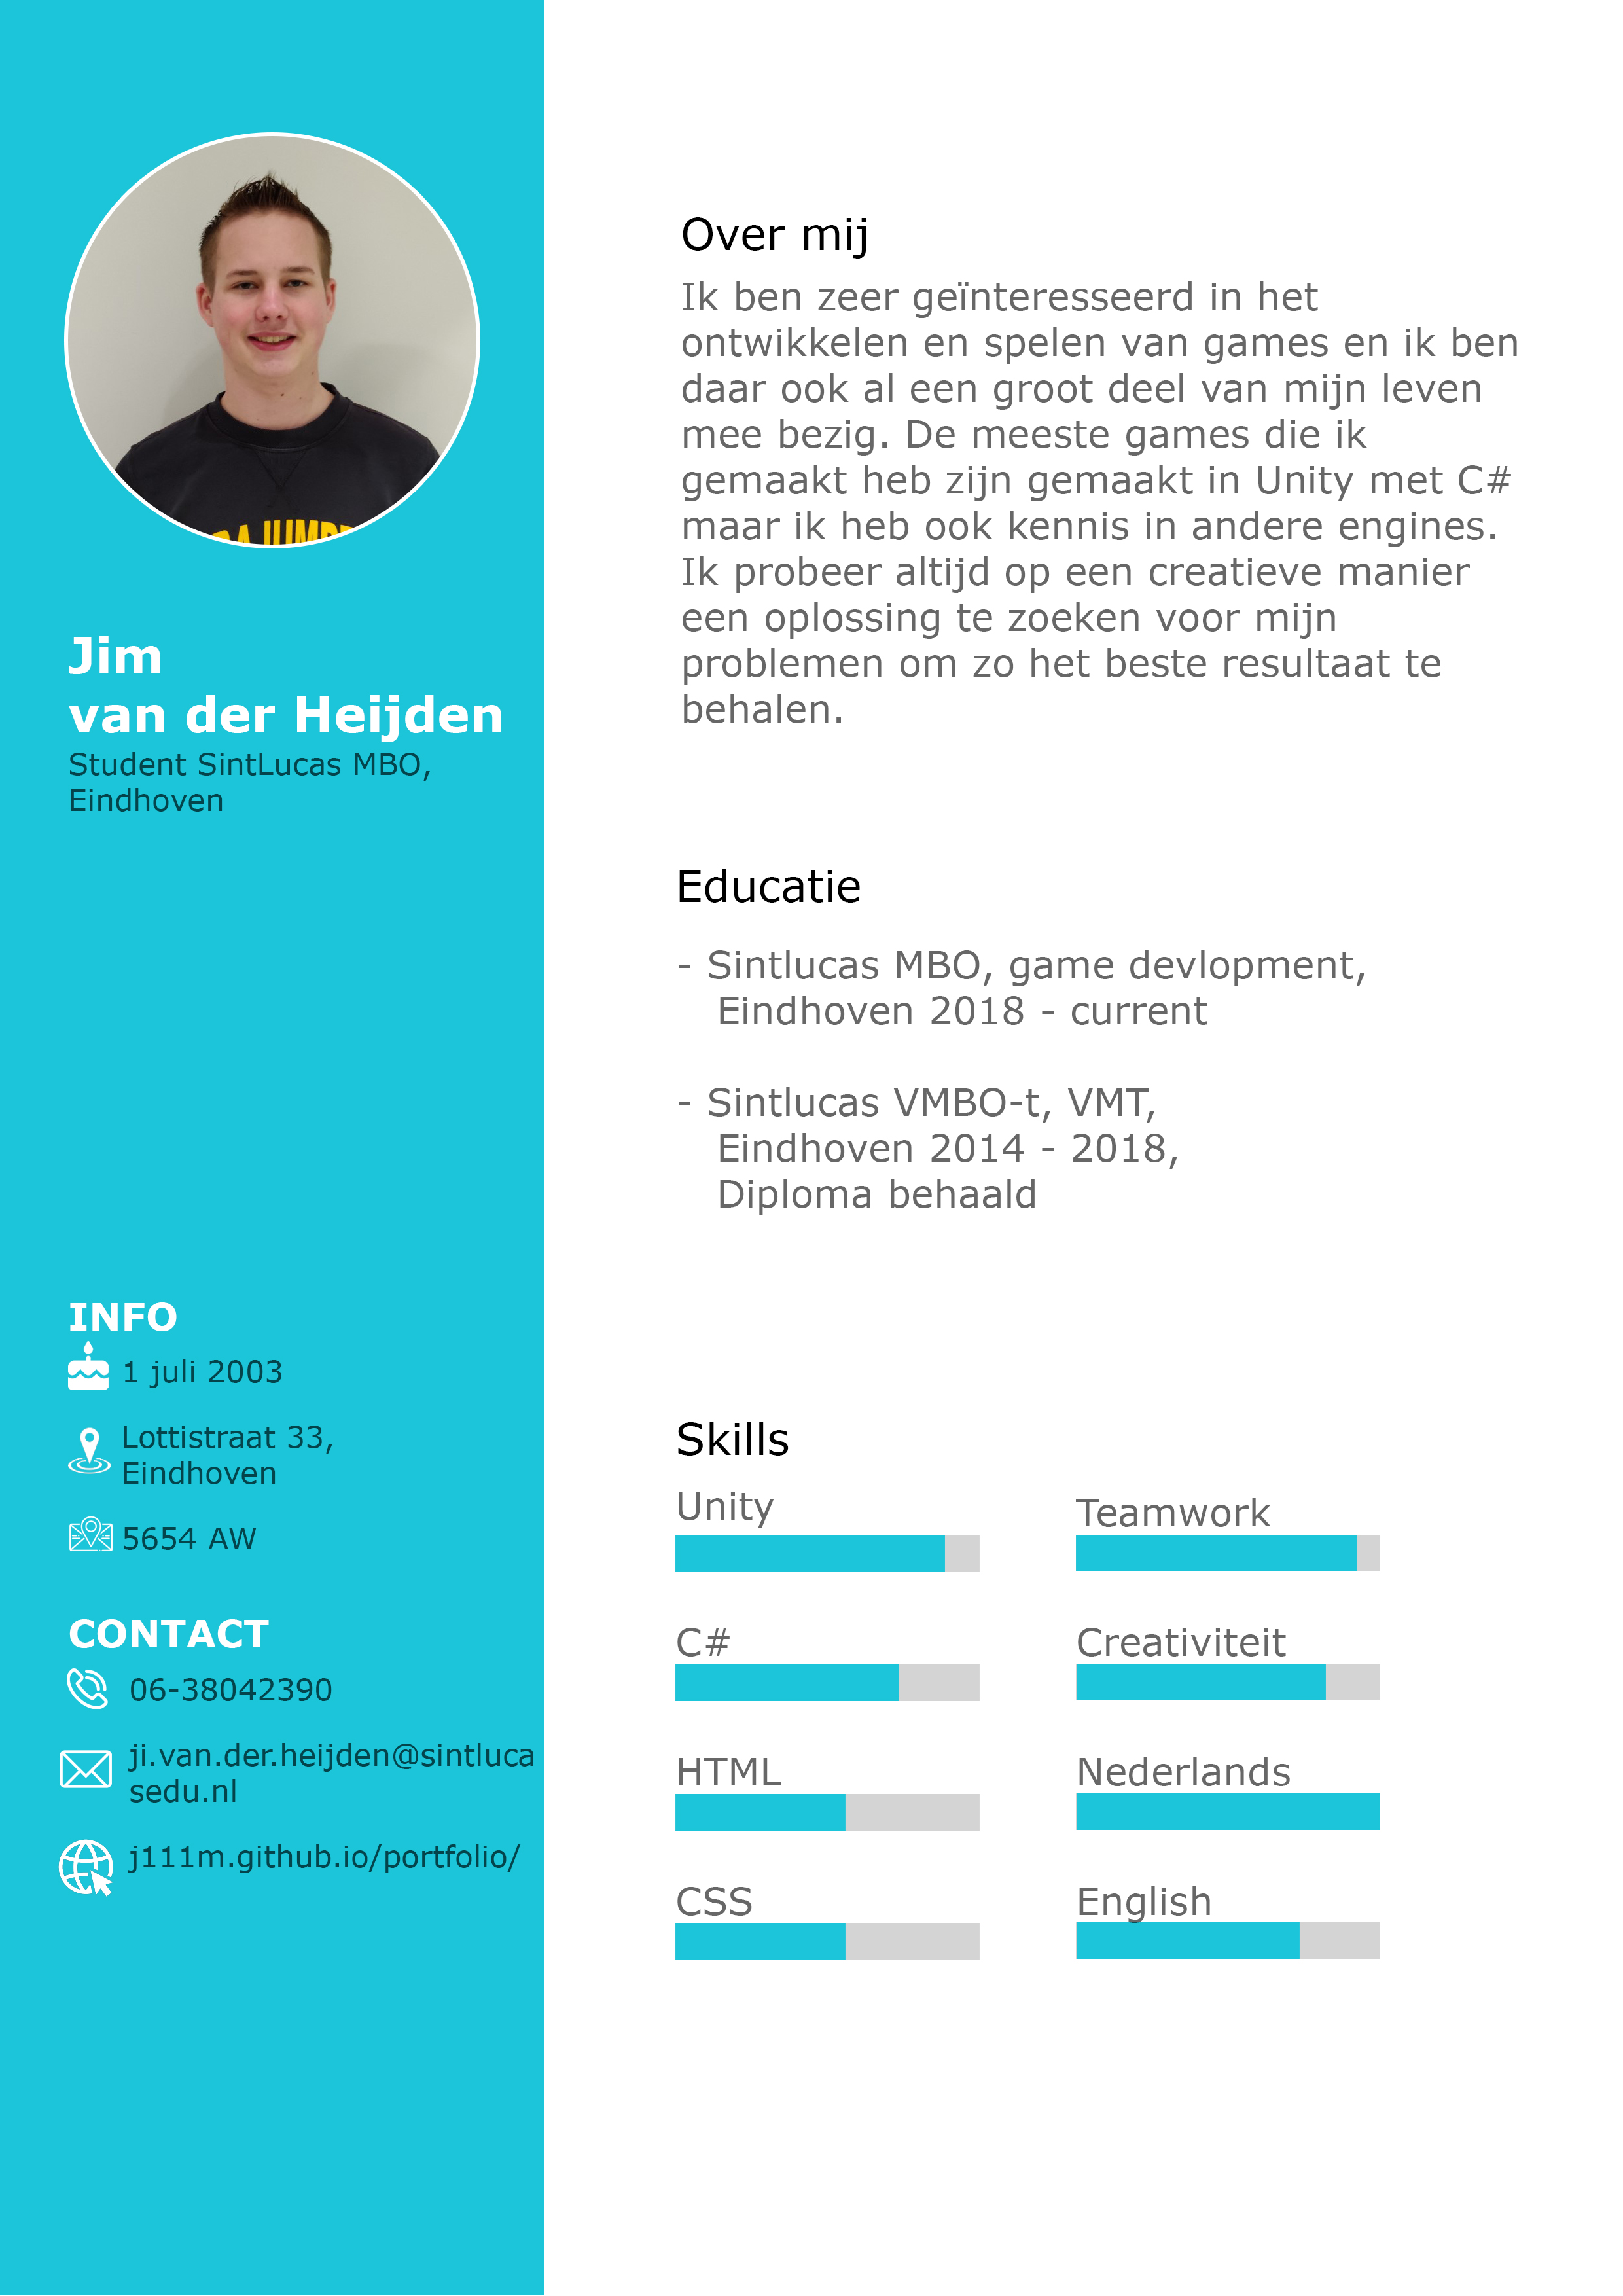 Jim
van der Heijden
Student SintLucas MBO,
Eindhoven
INFO
1 juli 2003
Lottistraat 33,
Eindhoven
5654 AW
CONTACT
06-38042390
ji.van.der.heijden@sintluca
sedu.nl
j111m.github.io/portfolio/
Over mij
Ik ben zeer geïnteresseerd in het
ontwikkelen en spelen van games en ik ben
daar ook al een groot deel van mijn leven
mee bezig. De meeste games die ik
gemaakt heb zijn gemaakt in Unity met C#
maar ik heb ook kennis in andere engines.
Ik probeer altijd op een creatieve manier
een oplossing te zoeken voor mijn
problemen om zo het beste resultaat te
behalen.
Educatie
- Sintlucas MBO, game devlopment,
Eindhoven 2018 - current
- Sintlucas VMBO-t, VMT,
Eindhoven 2014 - 2018,
Diploma behaald
Skills
Unity
C#
HTML
CSS
Teamwork
Creativiteit
Nederlands
English